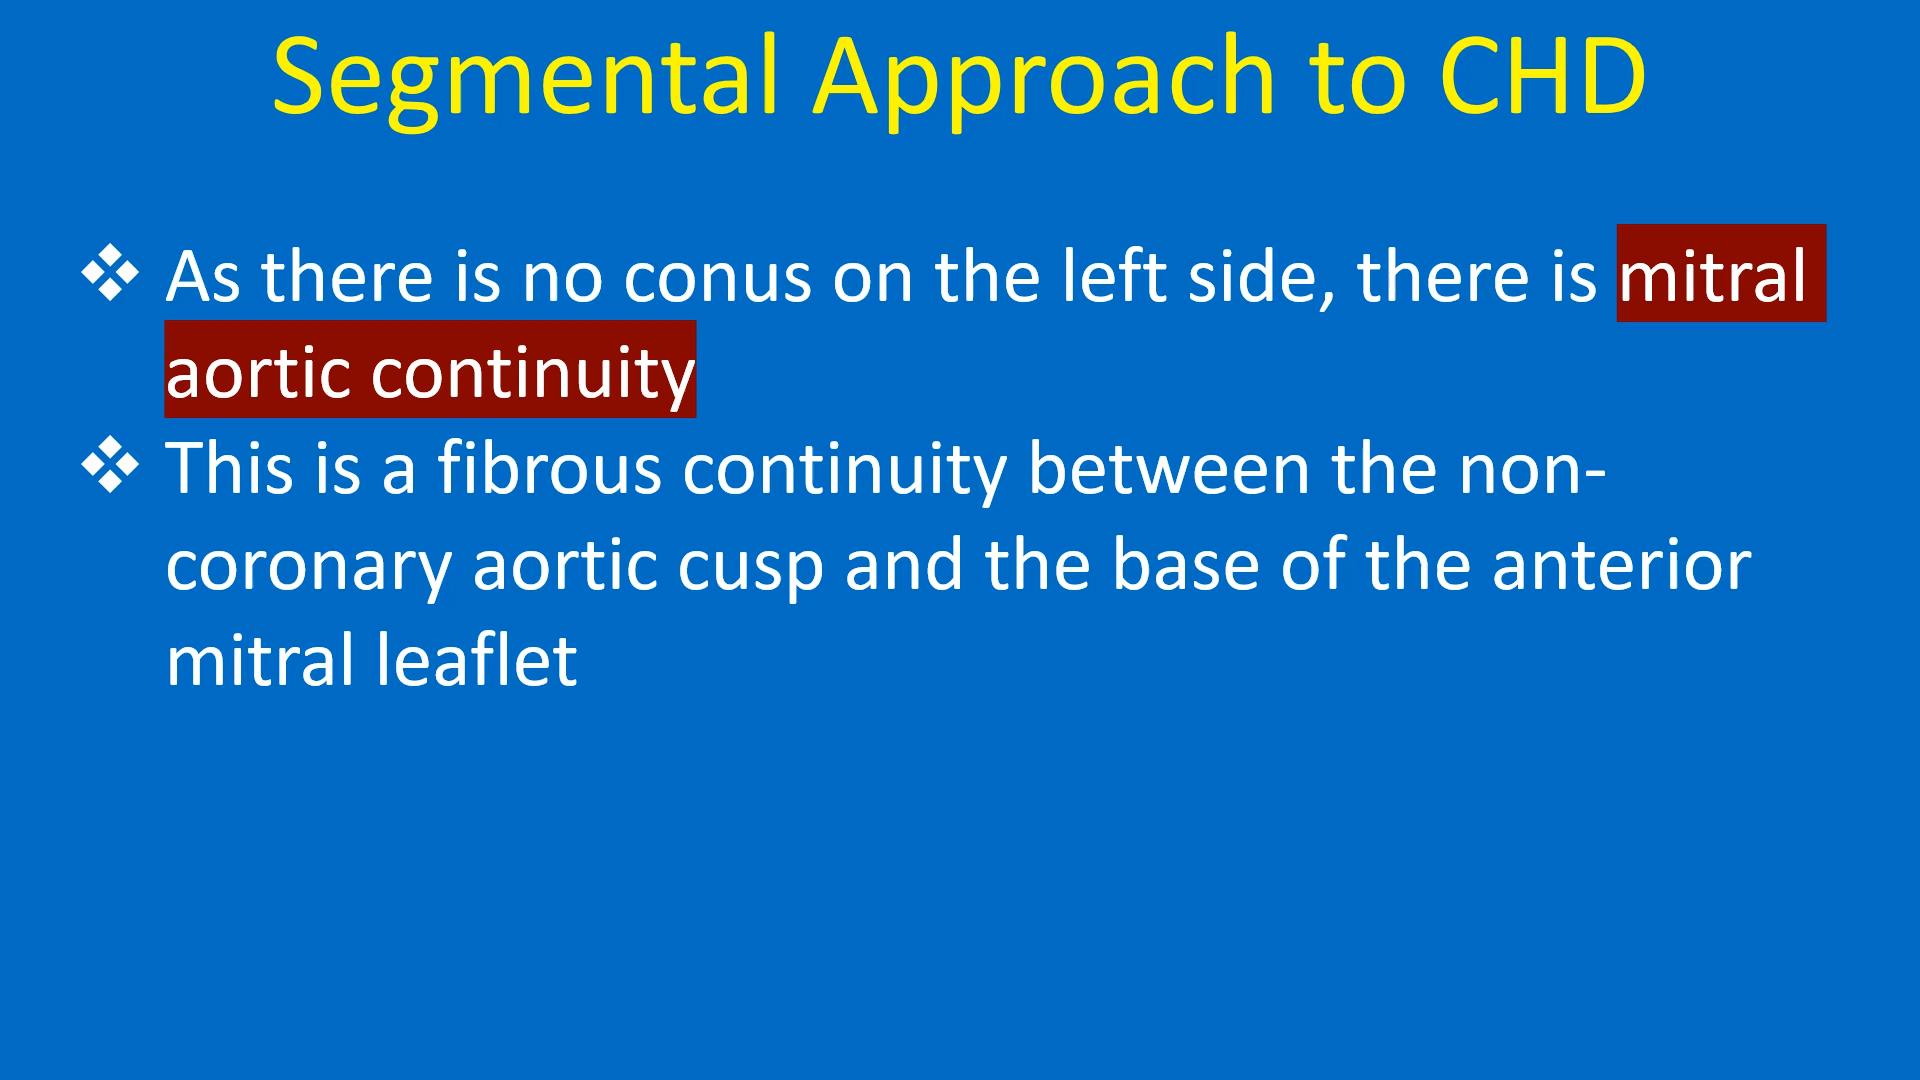 Segmental Approach to CHD
❖ As there is no conus on the left side, there is mitral
aortic continuity
❖ This is a fibrous continuity between the non-
coronary aortic cusp and the base of the anterior
mitral leaflet